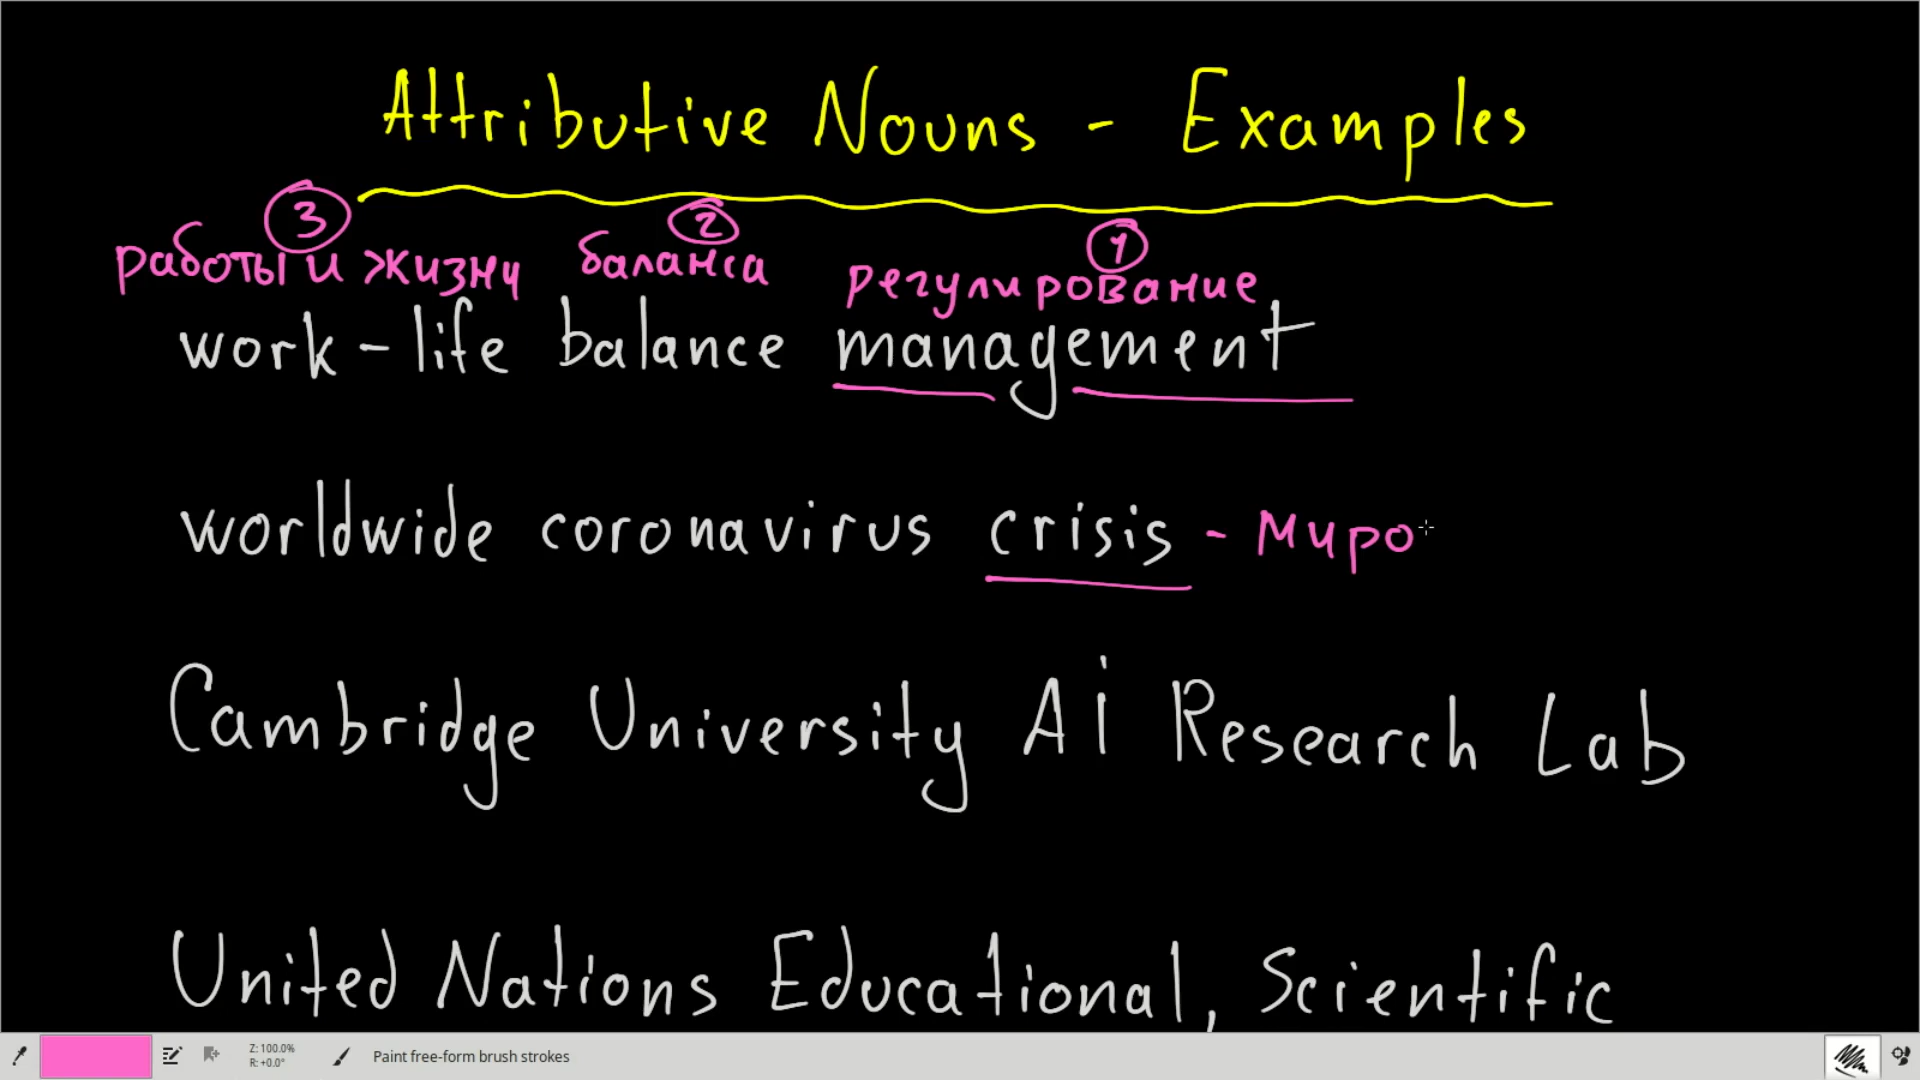 Attributive Nouns - Examples
3 2 1
работы и жизни баланса регулирование
work-life balance management
worldwide coronavirus crisis - миро
Cambridge University AI Research Lab
United Nations Educational, Scientific
Z: 100.0%
R: +0.0°
Paint free-form brush strokes